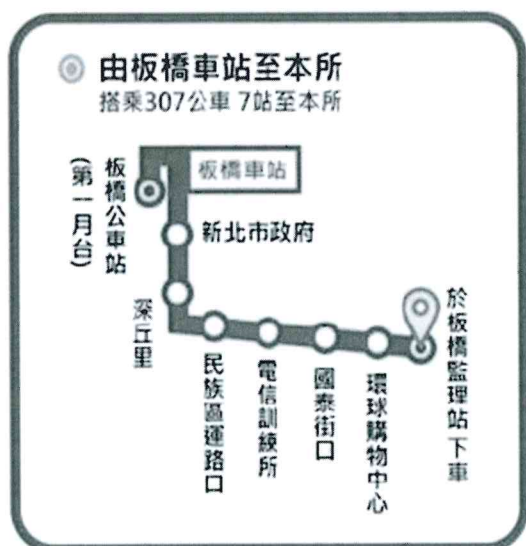 由板橋車站至本所
搭乘307公車 7站至本所
板橋車站
板橋公車站
(第一月台)
新北市政府
深丘里
民族區運路口
電信訓練所
國泰街口
環球購物中心
於板橋監理站下車